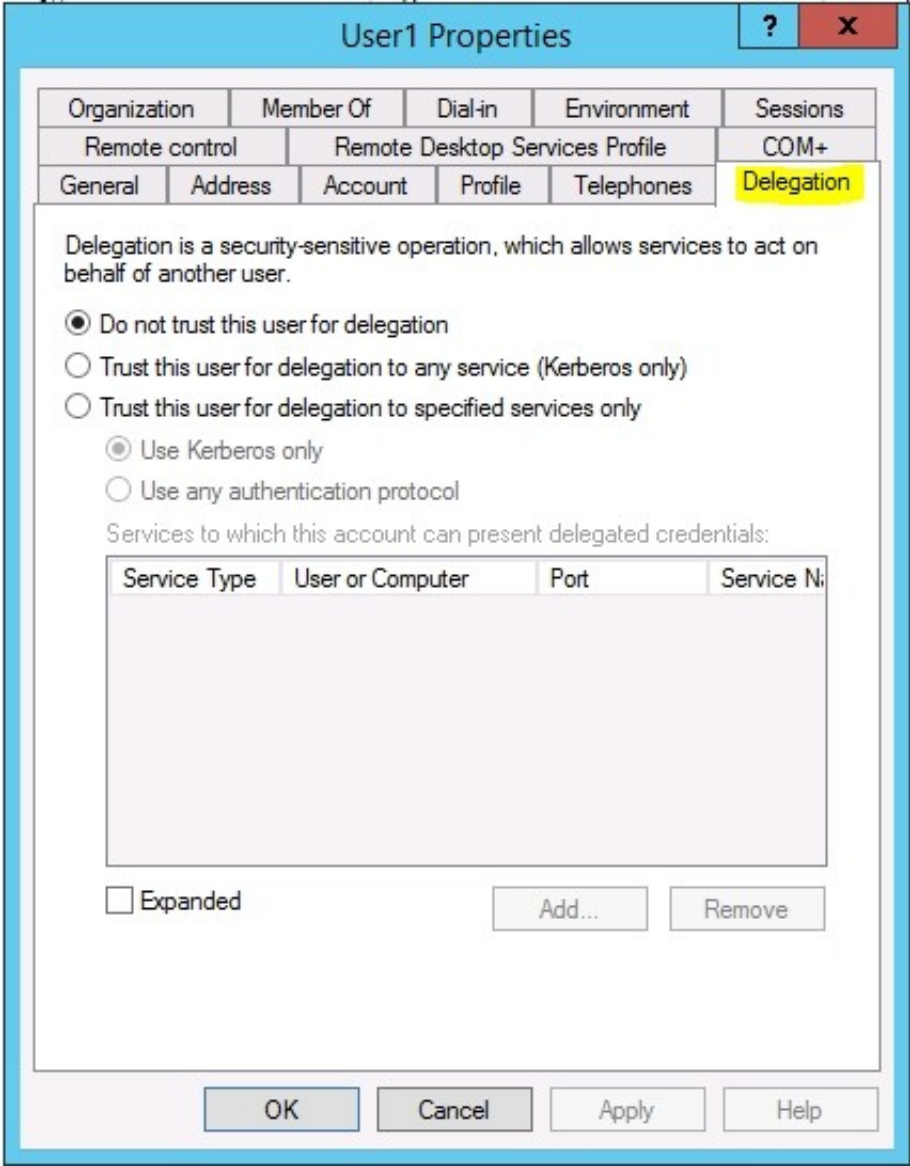 User1 Properties
?
x
Organization
Member Of
Dial-in
Environment
Sessions
Remote control
Remote Desktop Services Profile
COM+
General
Address
Account
Profile
Telephones
Delegation
Delegation is a security-sensitive operation, which allows services to act on
behalf of another user.
Do not trust this user for delegation
Trust this user for delegation to any service (Kerberos only)
Trust this user for delegation to specified services only
Use Kerberos only
Use any authentication protocol
Services to which this account can present delegated credentials:
Service Type
User or Computer
Port
Service Na
Expanded
Add...
Remove
OK
Cancel
Apply
Help